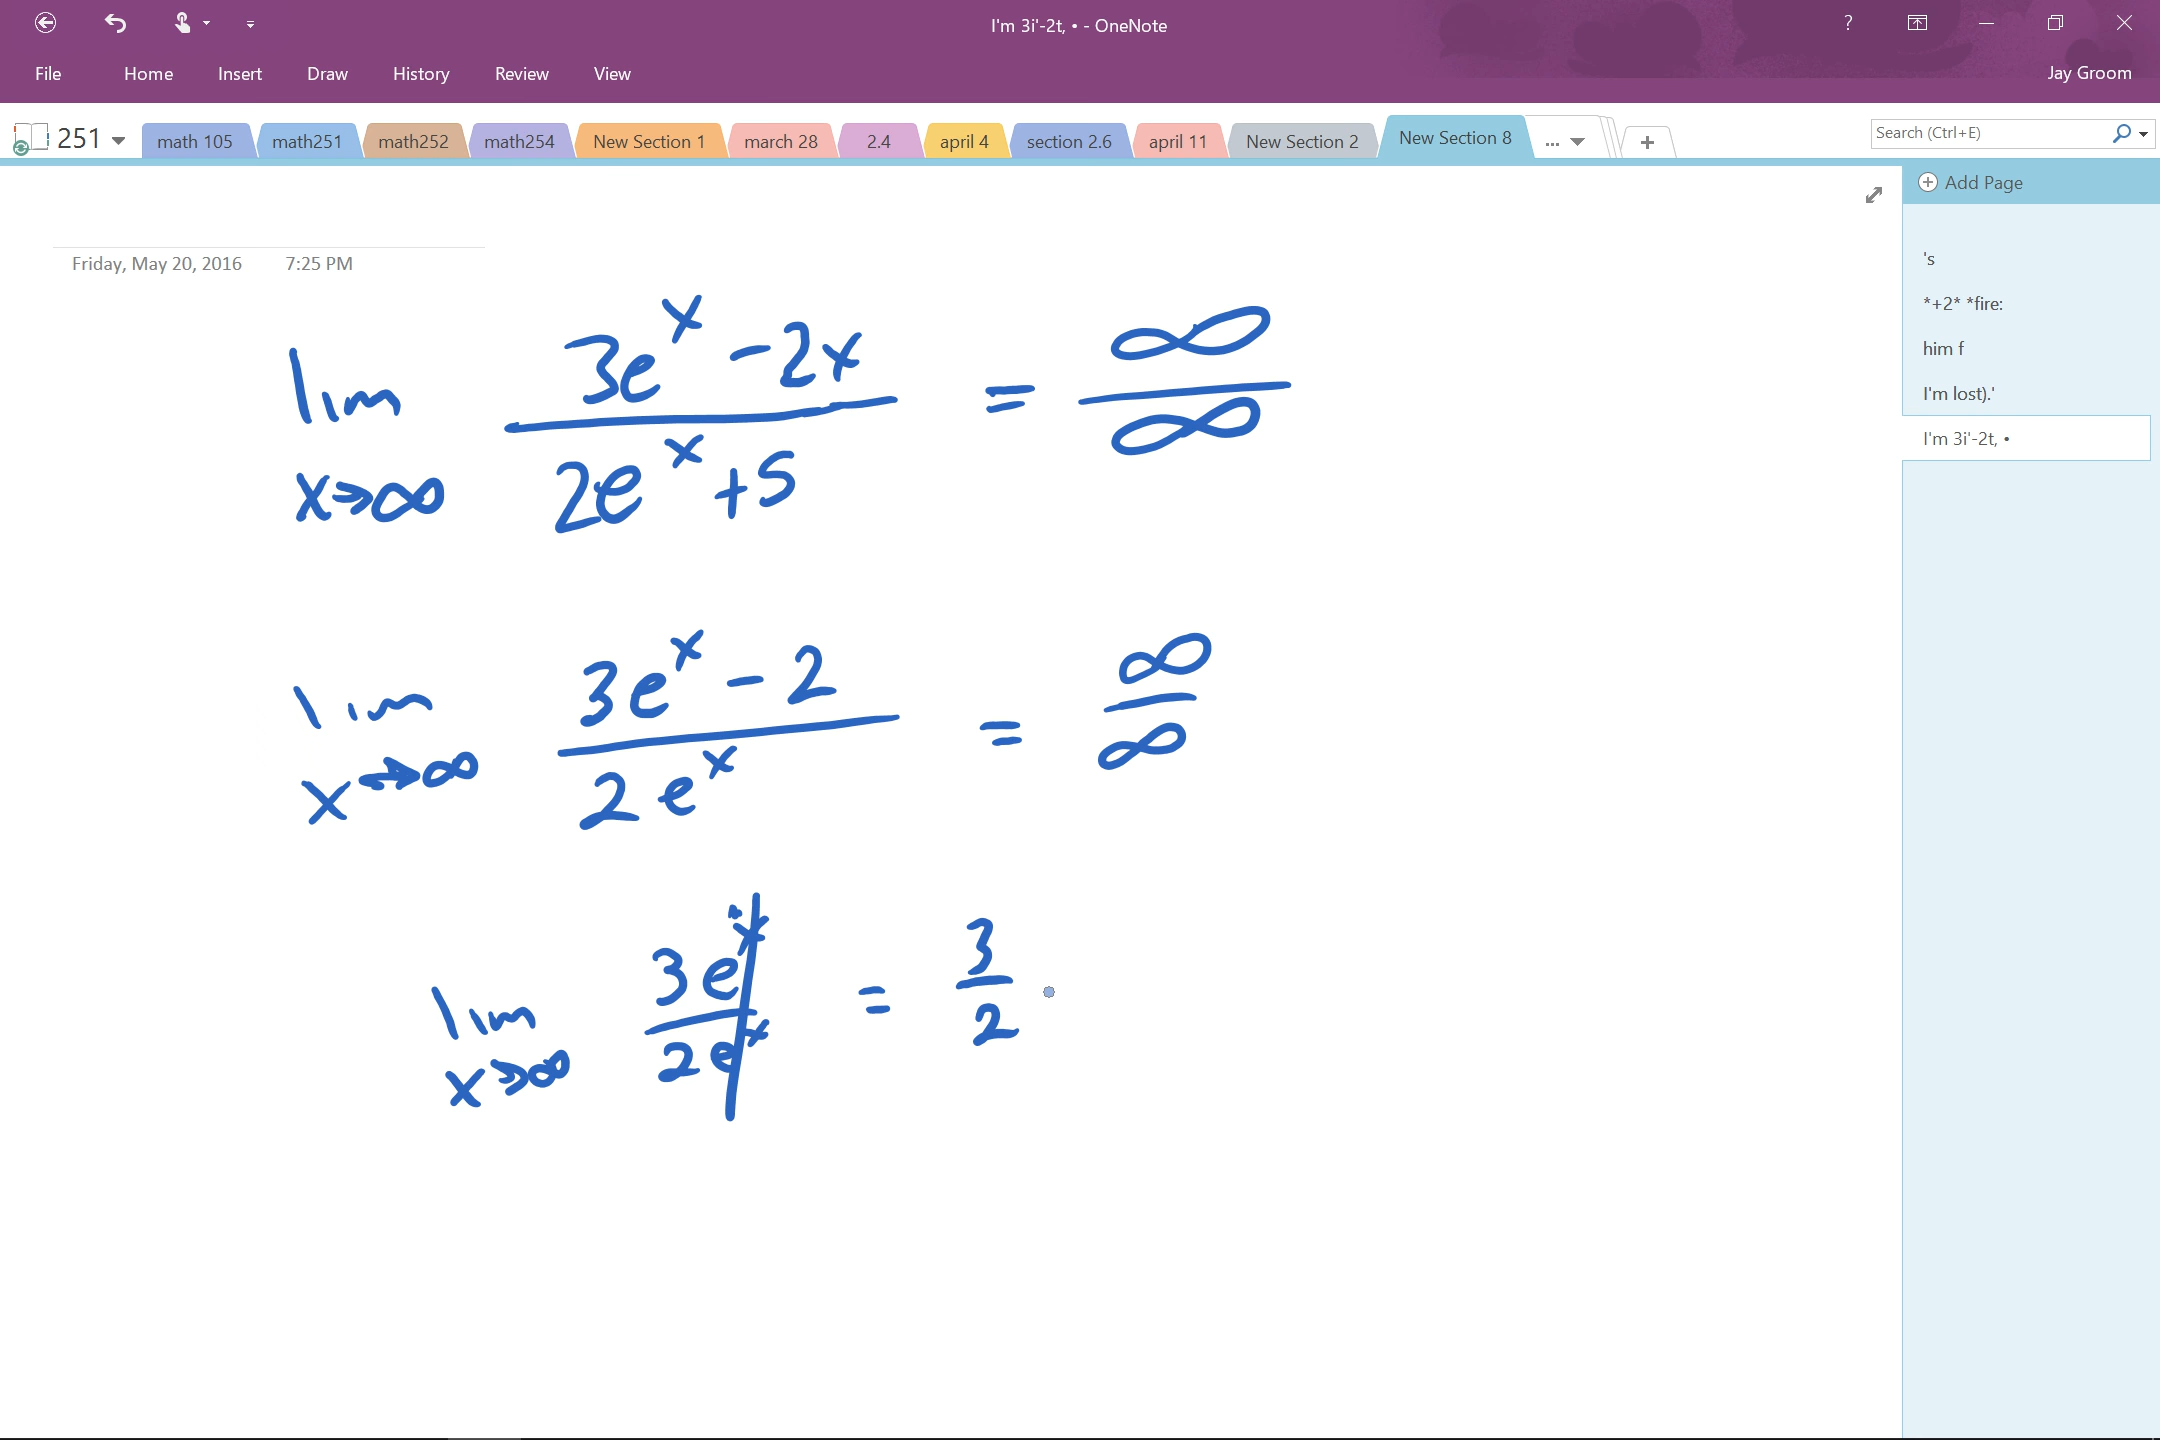 I'm 3i'-2t, • - OneNote
?
File Home Insert Draw History Review View
Jay Groom
251
math 105 math251 math252 math254 New Section 1 march 28 2.4 april 4 section 2.6 april 11 New Section 2 New Section 8 ... +
Search (Ctrl+E)
Add Page
's
*+2* *fire:
him f
I'm lost).'
I'm 3i'-2t, •
Friday, May 20, 2016 7:25 PM
lim x→∞ (3e^x - 2x)/(2e^x + 5) = ∞/∞
lim x→∞ (3e^x - 2)/(2e^x) = ∞/∞
lim x→∞ 3e^x/2e^x = 3/2